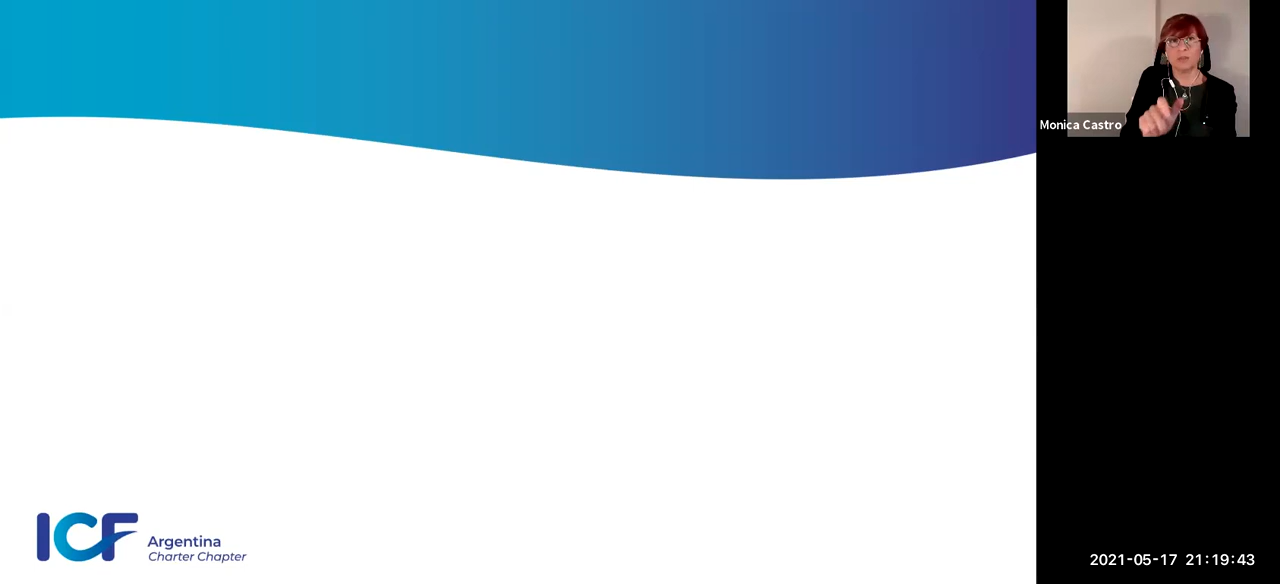 Monica Castro
ICF
Argentina
Charter Chapter
2021-05-17 21:19:43